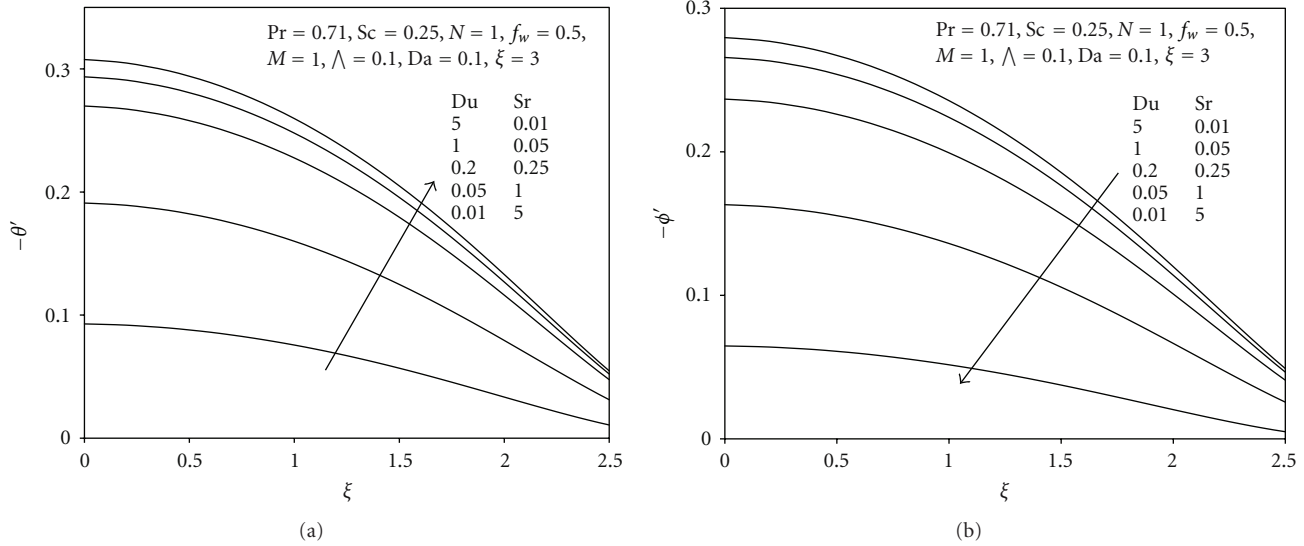 Pr = 0.71, Sc = 0.25, N = 1, f_w = 0.5,
M = 1, ⋀ = 0.1, Da = 0.1, ξ = 3
Du Sr
5 0.01
1 0.05
0.2 0.25
0.05 1
0.01 5
0.3
0.2
0.1
0
−θ′
0 0.5 1 1.5 2 2.5
ξ
(a)
Pr = 0.71, Sc = 0.25, N = 1, f_w = 0.5,
M = 1, ⋀ = 0.1, Da = 0.1, ξ = 3
Du Sr
5 0.01
1 0.05
0.2 0.25
0.05 1
0.01 5
0.3
0.2
0.1
0
−ϕ′
0 0.5 1 1.5 2 2.5
ξ
(b)